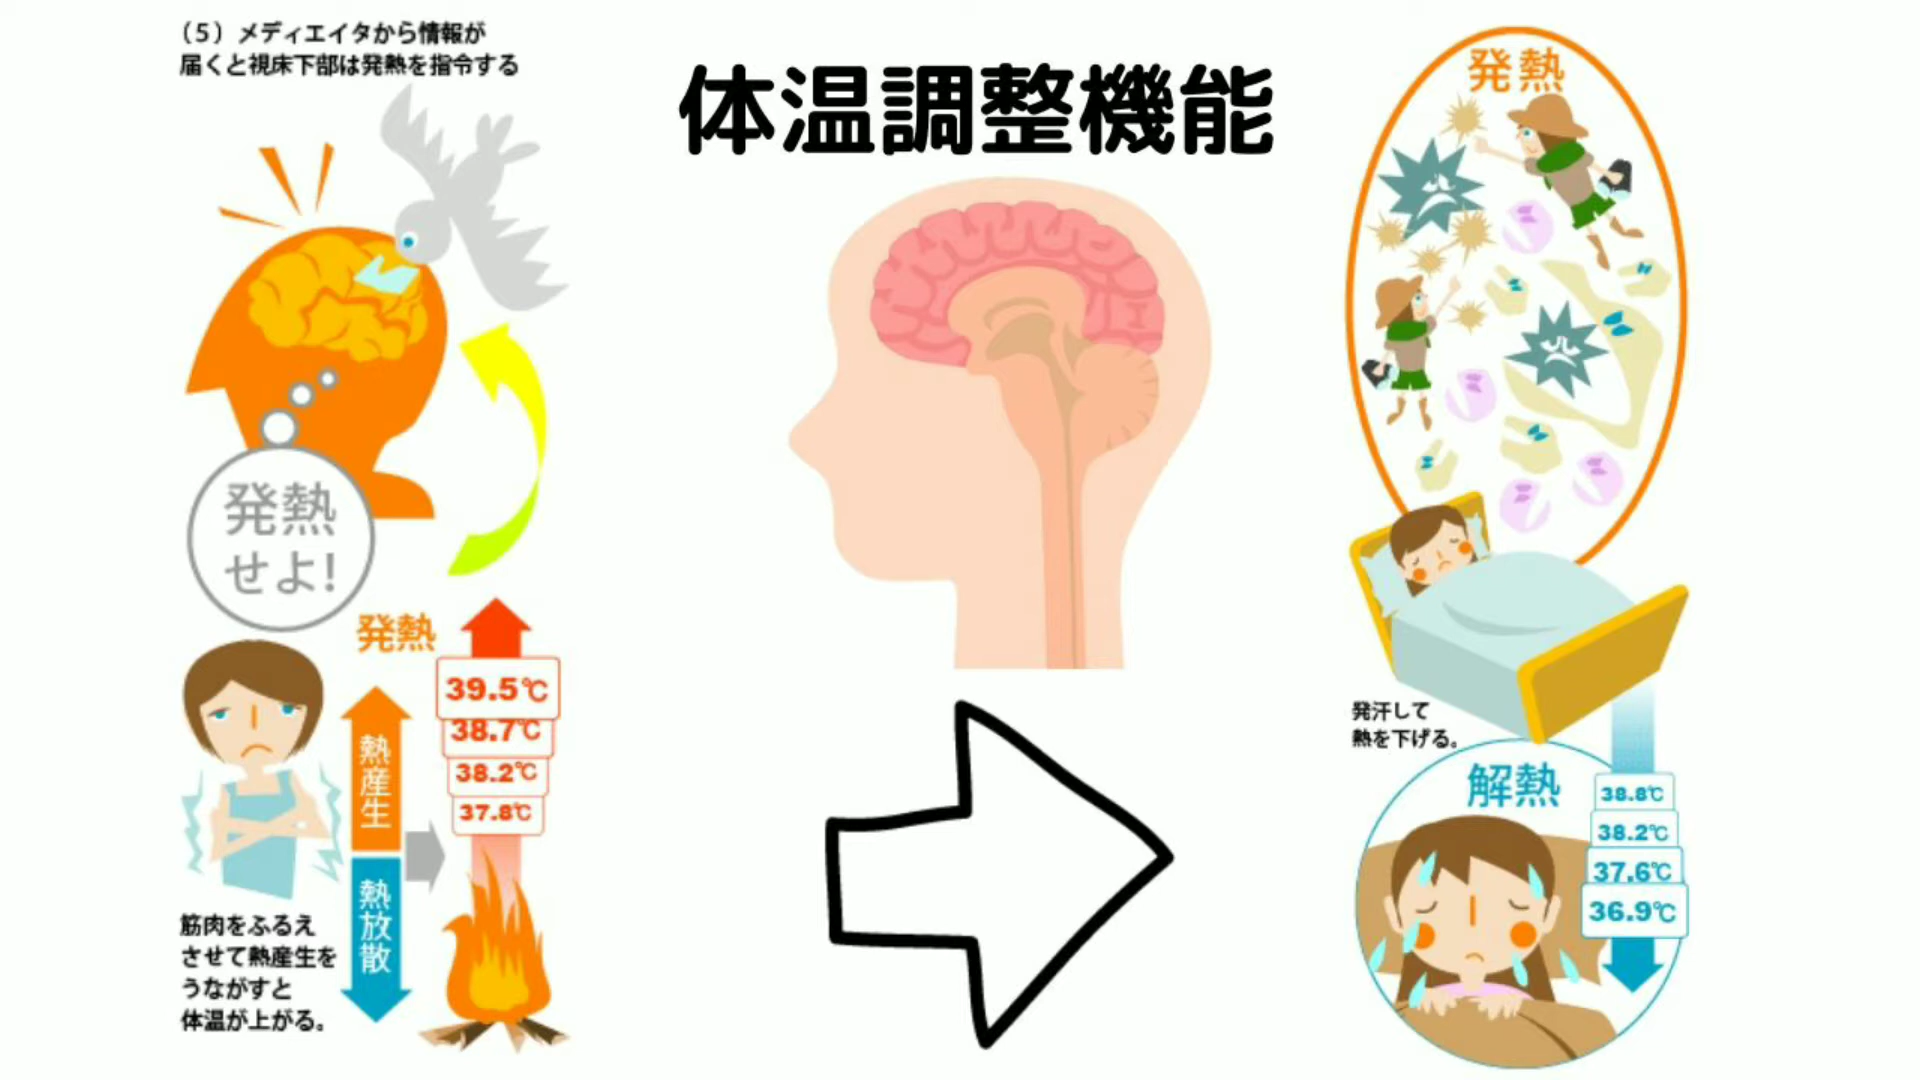 （5）メディエイタから情報が
届くと視床下部は発熱を指令する
体温調整機能
発熱
せよ!
発熱
39.5℃
38.7℃
38.2℃
37.8℃
熱産生
熱放散
筋肉をふるえ
させて熱産生を
うながすと
体温が上がる。
発熱
発汗して
熱を下げる。
解熱
38.8℃
38.2℃
37.6℃
36.9℃